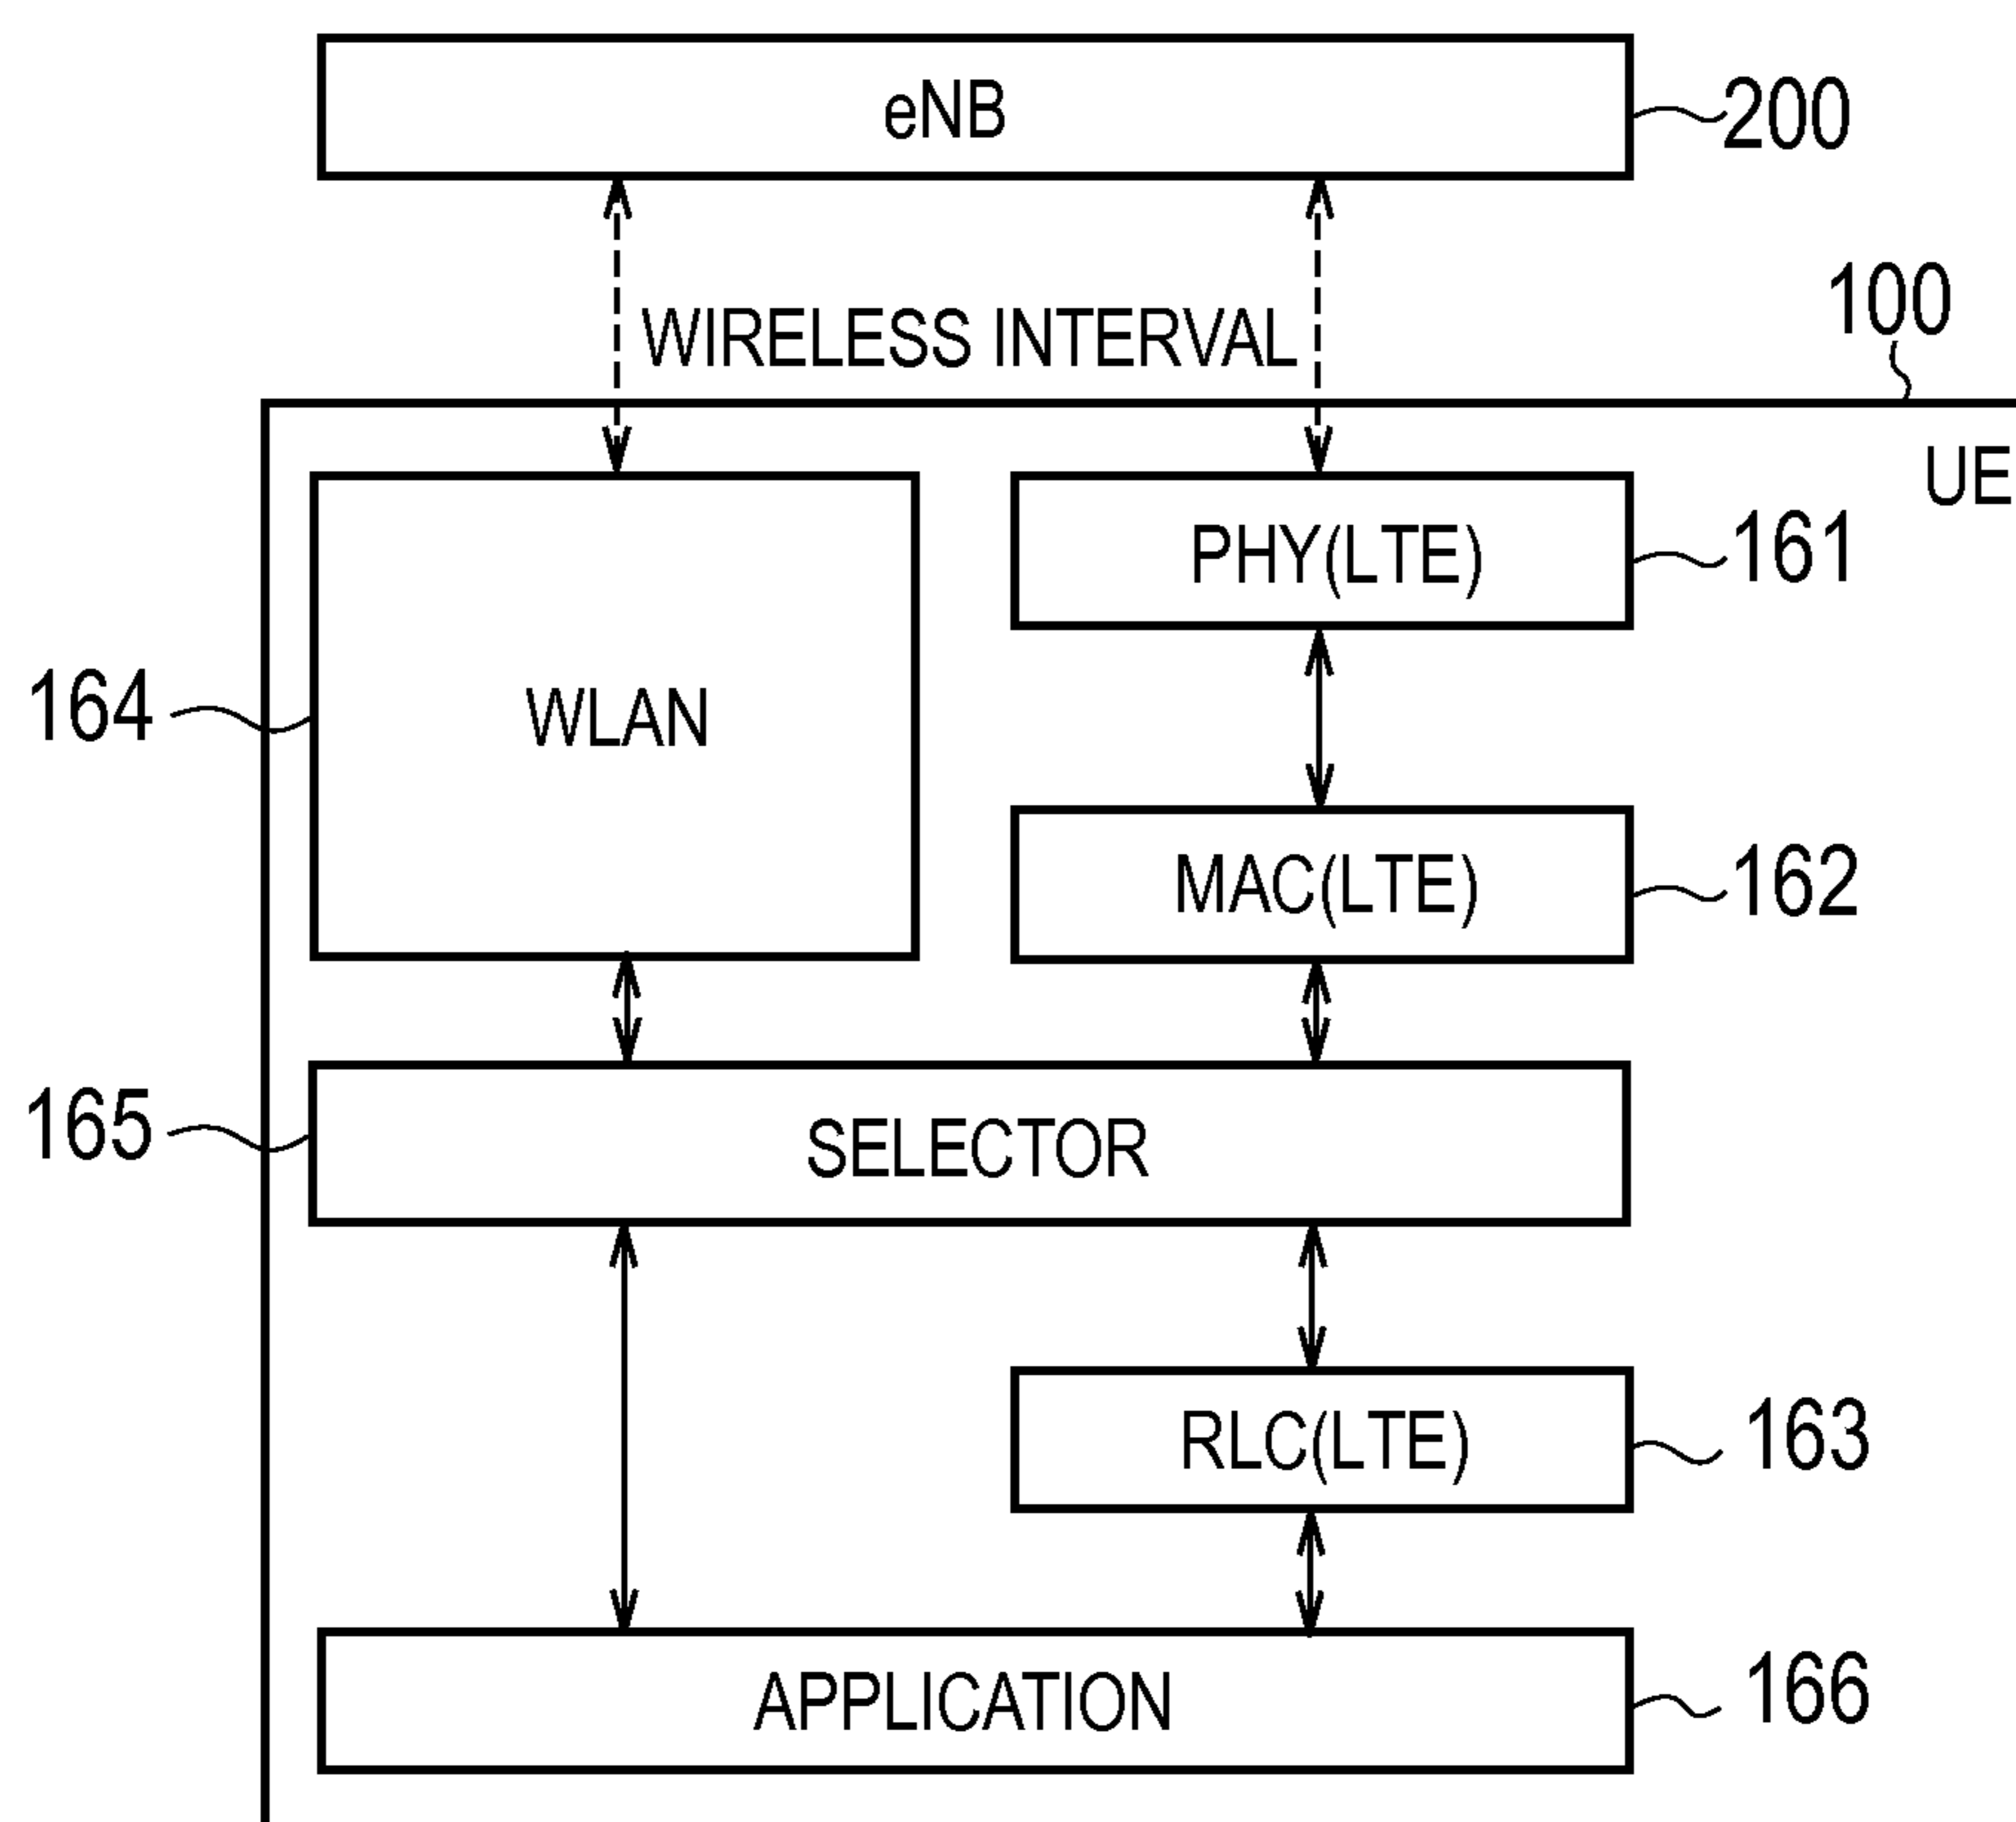 eNB
200
WIRELESS INTERVAL
100
UE
PHY(LTE)
161
164
WLAN
MAC(LTE)
162
165
SELECTOR
RLC(LTE)
163
APPLICATION
166